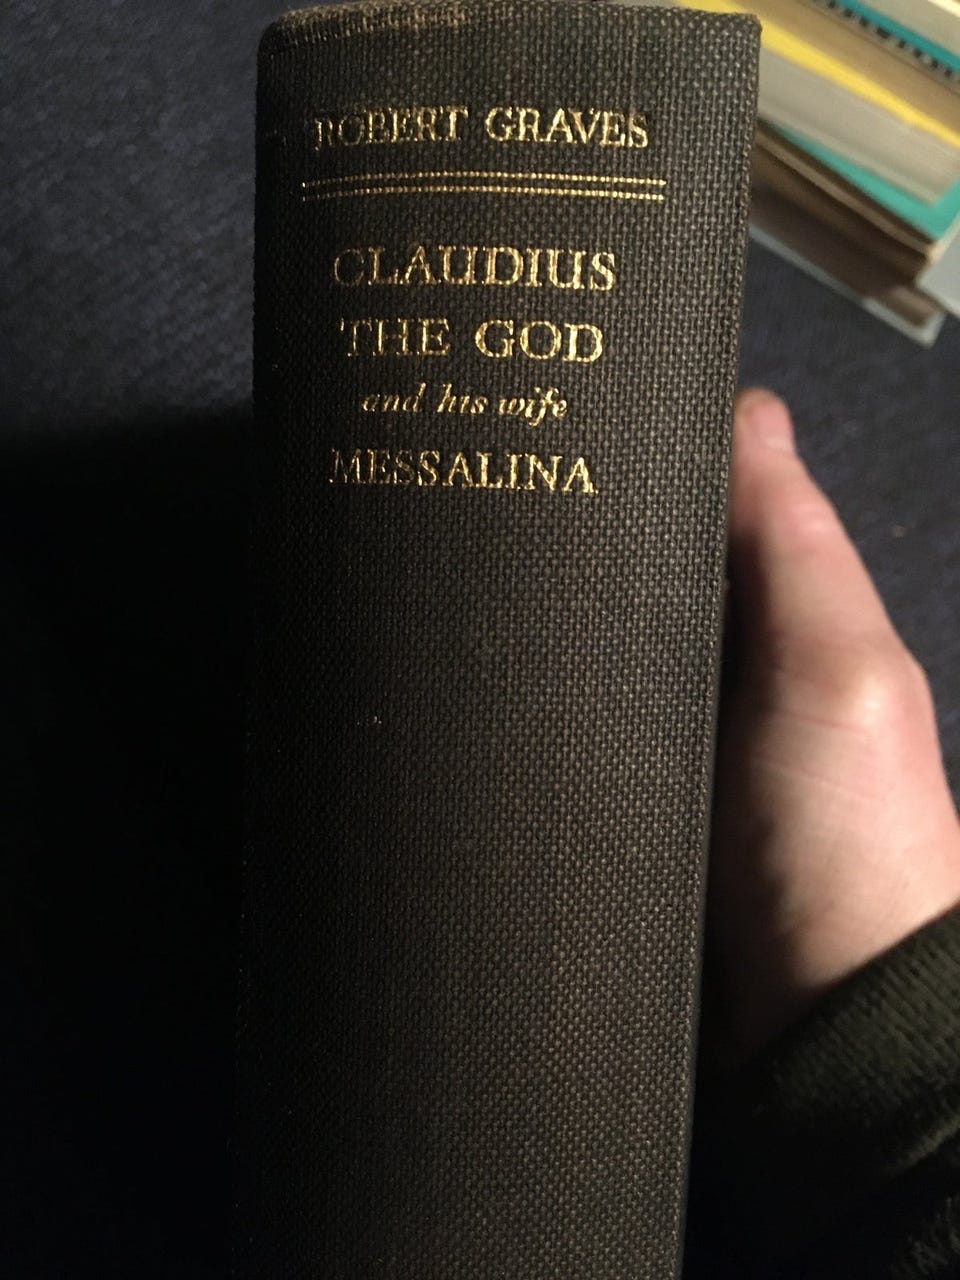 ROBERT GRAVES
CLAUDIUS
THE GOD
and his wife
MESSALINA